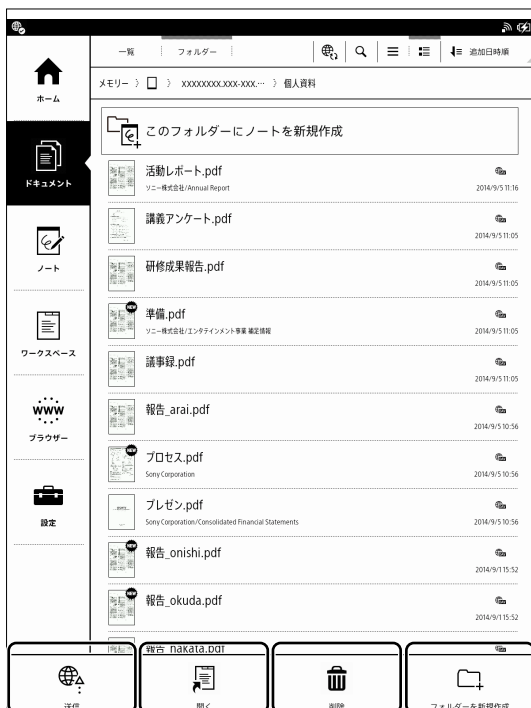 一覧
フォルダー
追加日時順
メモリー 〉 〉 xxxxxxxx.xxx-xxx.… 〉 個人資料
ホーム
ドキュメント
ノート
ワークスペース
www
ブラウザー
設定
このフォルダーにノートを新規作成
活動レポート.pdf
ソニー株式会社/Annual Report
2014/9/5 11:16
講義アンケート.pdf
2014/9/5 11:05
研修成果報告.pdf
2014/9/5 11:05
NEW
準備.pdf
ソニー株式会社/エンタテインメント事業 補足情報
2014/9/5 11:05
議事録.pdf
2014/9/5 11:05
報告_arai.pdf
2014/9/5 10:56
NEW
プロセス.pdf
Sony Corporation
2014/9/5 10:56
プレゼン.pdf
Sony Corporation/Consolidated Financial Statements
2014/9/5 10:56
NEW
報告_onishi.pdf
2014/9/1 15:52
NEW
報告_okuda.pdf
2014/9/1 15:52
報告_nakata.pdf
送信
開く
削除
フォルダーを新規作成